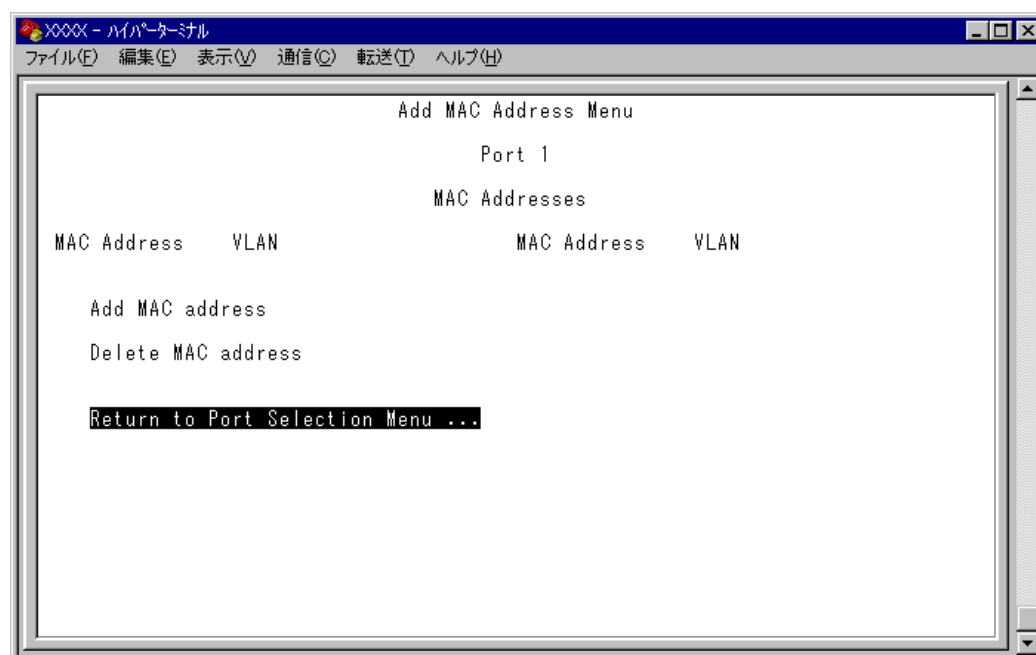 XXXX - ハイパーターミナル
ファイル(F) 編集(E) 表示(V) 通信(C) 転送(T) ヘルプ(H)
Add MAC Address Menu
Port 1
MAC Addresses
MAC Address VLAN MAC Address VLAN
Add MAC address
Delete MAC address
Return to Port Selection Menu ...